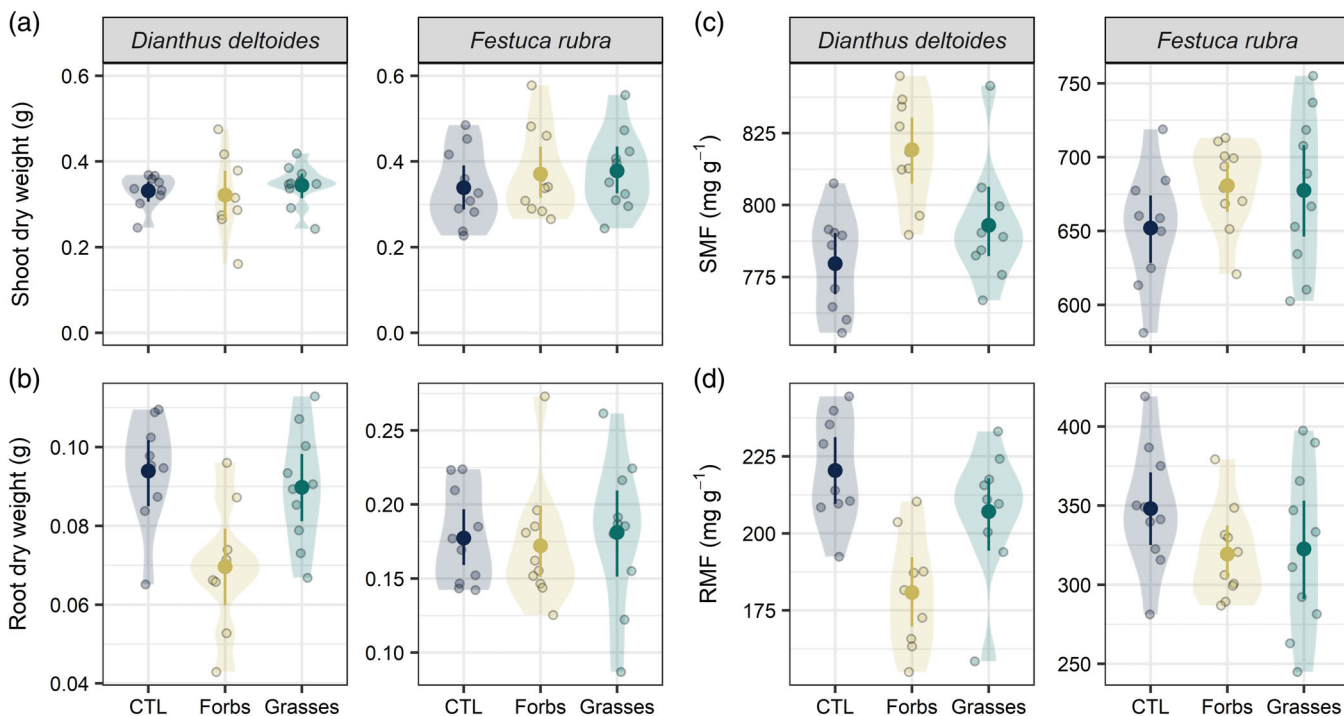 (a)
Dianthus deltoides
Festuca rubra
Shoot dry weight (g)
0.6
0.4
0.2
0.0
0.6
0.4
0.2
0.0
(c)
Dianthus deltoides
Festuca rubra
SMF (mg g⁻¹)
825
800
775
750
700
650
600
(b)
Root dry weight (g)
0.10
0.08
0.06
0.04
0.25
0.20
0.15
0.10
CTL Forbs Grasses
CTL Forbs Grasses
(d)
RMF (mg g⁻¹)
225
200
175
400
350
300
250
CTL Forbs Grasses
CTL Forbs Grasses